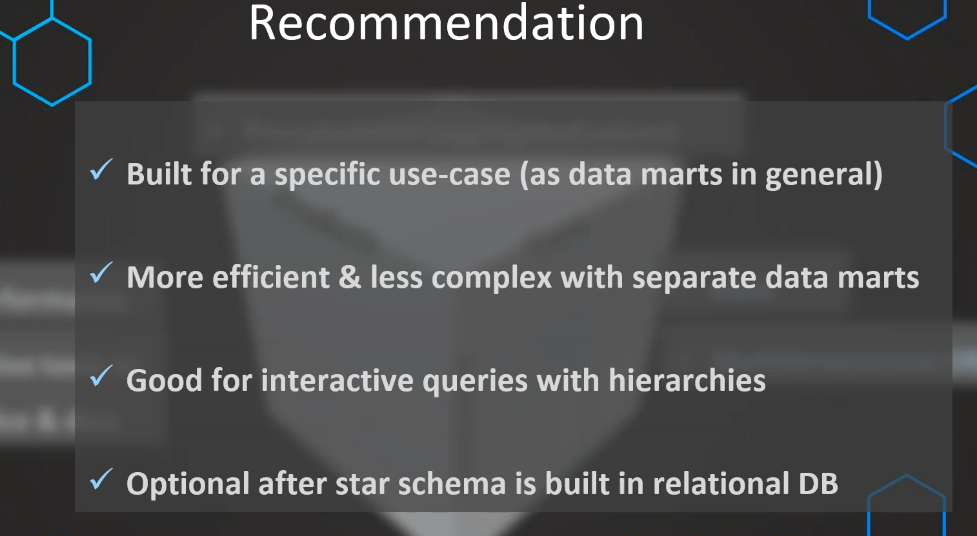 Recommendation
✓ Built for a specific use-case (as data marts in general)
✓ More efficient & less complex with separate data marts
✓ Good for interactive queries with hierarchies
✓ Optional after star schema is built in relational DB